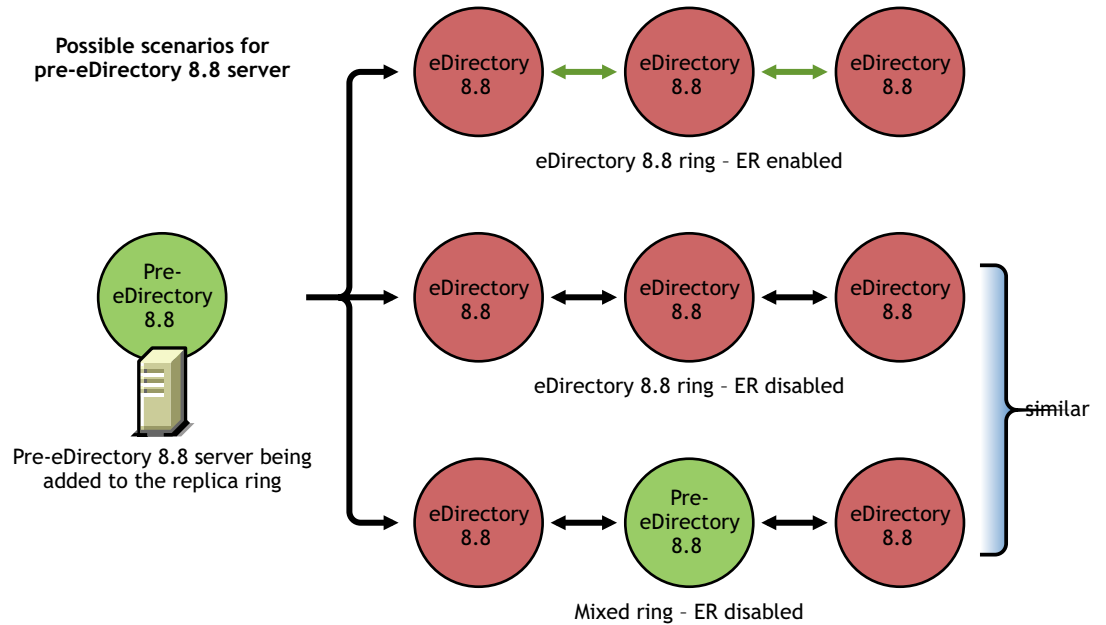 Possible scenarios for
pre-eDirectory 8.8 server
eDirectory
8.8
eDirectory
8.8
eDirectory
8.8
eDirectory 8.8 ring – ER enabled
Pre-
eDirectory
8.8
Pre-eDirectory 8.8 server being
added to the replica ring
eDirectory
8.8
eDirectory
8.8
eDirectory
8.8
eDirectory 8.8 ring – ER disabled
similar
eDirectory
8.8
Pre-
eDirectory
8.8
eDirectory
8.8
Mixed ring – ER disabled